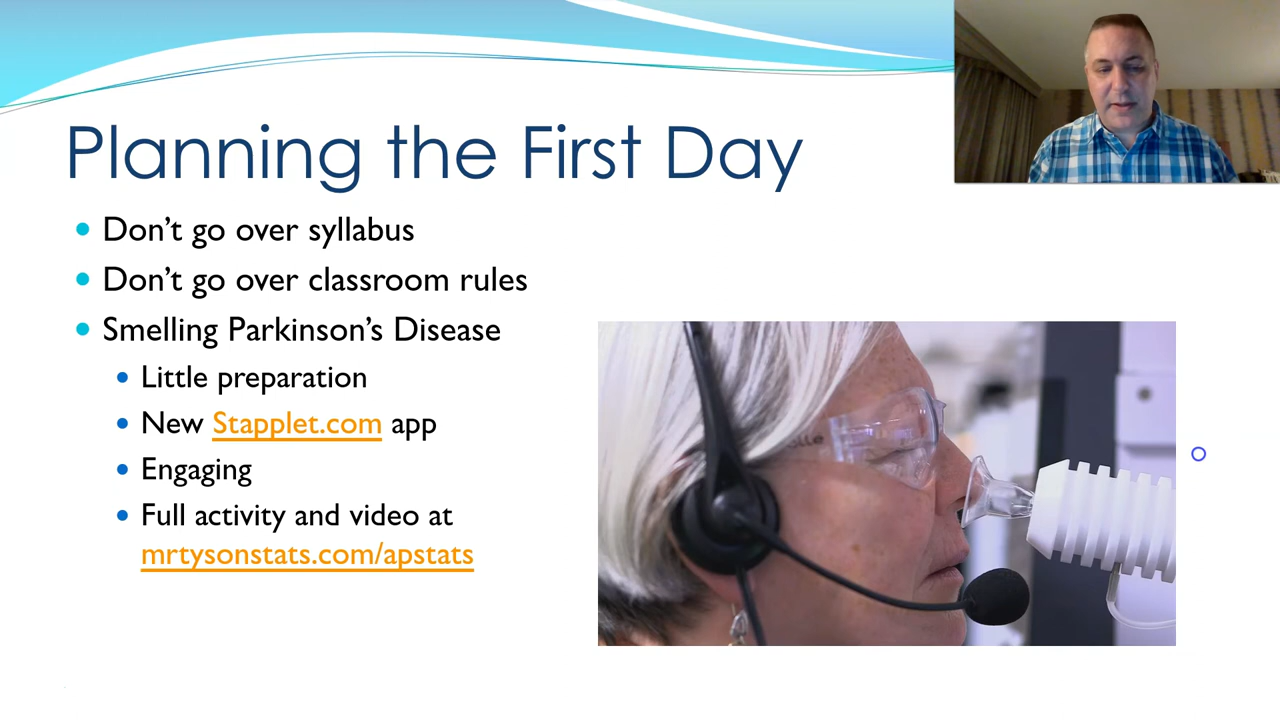 Planning the First Day
Don't go over syllabus
Don't go over classroom rules
Smelling Parkinson's Disease
Little preparation
New Stapplet.com app
Engaging
Full activity and video at
mrtysonstats.com/apstats